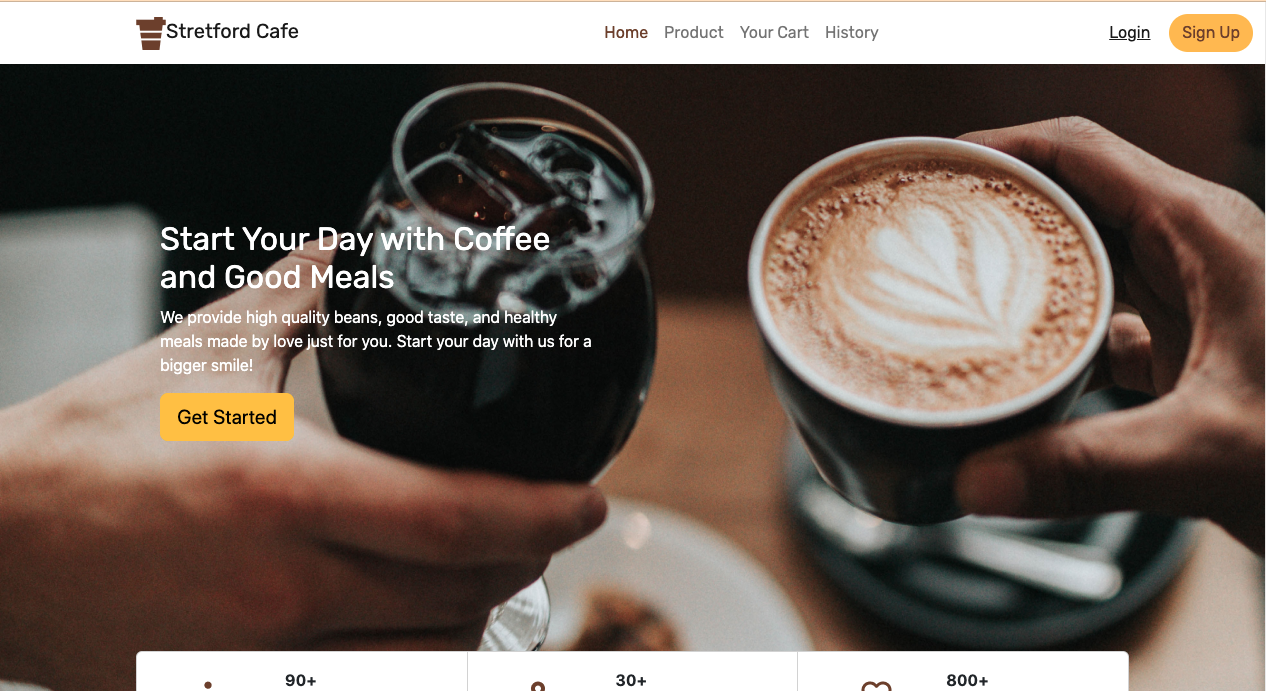 Stretford Cafe
Home Product Your Cart History
Login Sign Up
Start Your Day with Coffee
and Good Meals
We provide high quality beans, good taste, and healthy
meals made by love just for you. Start your day with us for a
bigger smile!
Get Started
90+ 30+ 800+